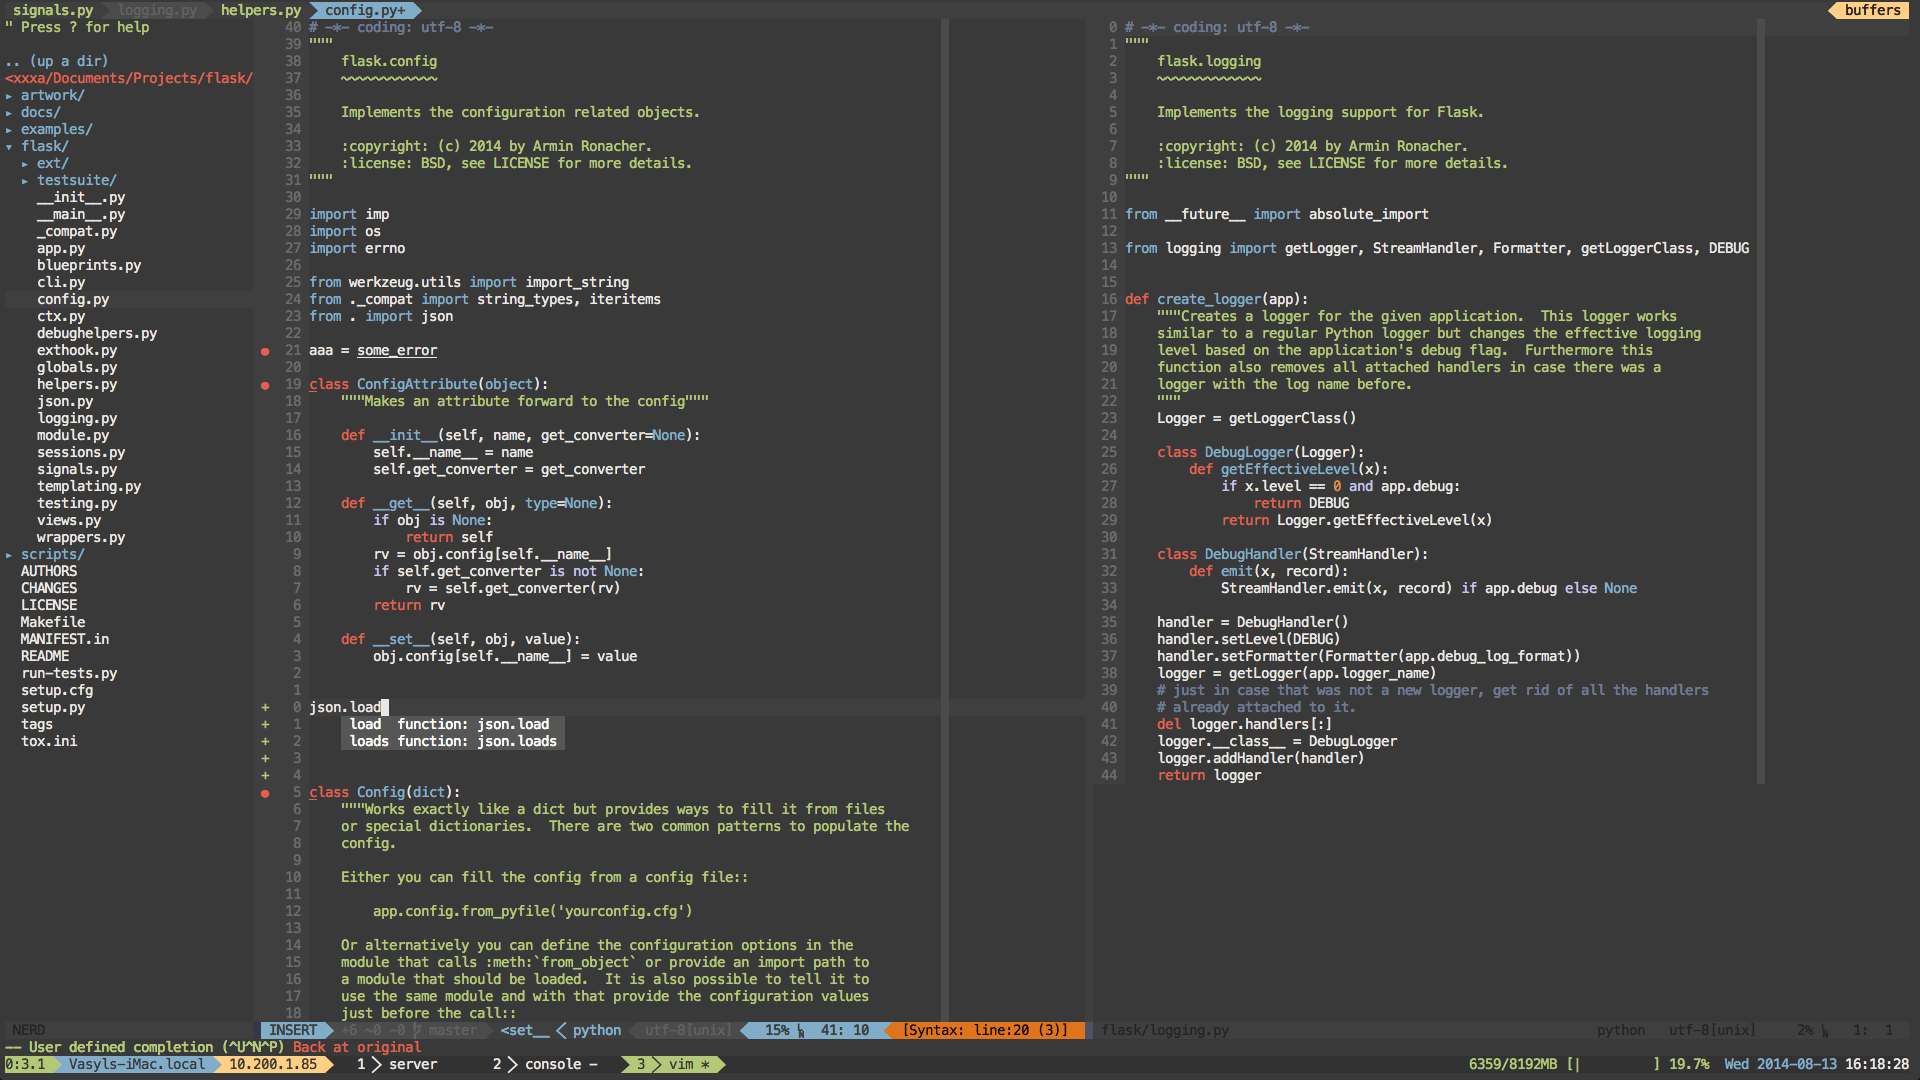 signals.py logging.py helpers.py config.py+ buffers
" Press ? for help
.. (up a dir)
<xxxa/Documents/Projects/flask/
▸ artwork/
▸ docs/
▸ examples/
▾ flask/
▸ ext/
▸ testsuite/
__init__.py
__main__.py
_compat.py
app.py
blueprints.py
cli.py
config.py
ctx.py
debughelpers.py
exthook.py
globals.py
helpers.py
json.py
logging.py
module.py
sessions.py
signals.py
templating.py
testing.py
views.py
wrappers.py
▸ scripts/
AUTHORS
CHANGES
LICENSE
Makefile
MANIFEST.in
README
run-tests.py
setup.cfg
setup.py
tags
tox.ini
NERD
40 # -*- coding: utf-8 -*-
39 """
38     flask.config
37     ~~~~~~~~~~~~
36
35     Implements the configuration related objects.
34
33     :copyright: (c) 2014 by Armin Ronacher.
32     :license: BSD, see LICENSE for more details.
31 """
30
29 import imp
28 import os
27 import errno
26
25 from werkzeug.utils import import_string
24 from ._compat import string_types, iteritems
23 from . import json
22
● 21 aaa = some_error
20
● 19 class ConfigAttribute(object):
18     """Makes an attribute forward to the config"""
17
16     def __init__(self, name, get_converter=None):
15         self.__name__ = name
14         self.get_converter = get_converter
13
12     def __get__(self, obj, type=None):
11         if obj is None:
10             return self
9         rv = obj.config[self.__name__]
8         if self.get_converter is not None:
7             rv = self.get_converter(rv)
6         return rv
5
4     def __set__(self, obj, value):
3         obj.config[self.__name__] = value
2
1
+ 0 json.load
+ 1     load  function: json.load
+ 2     loads function: json.loads
+ 3
+ 4
● 5 class Config(dict):
6     """Works exactly like a dict but provides ways to fill it from files
7     or special dictionaries.  There are two common patterns to populate the
8     config.
9
10     Either you can fill the config from a config file::
11
12         app.config.from_pyfile('yourconfig.cfg')
13
14     Or alternatively you can define the configuration options in the
15     module that calls :meth:`from_object` or provide an import path to
16     a module that should be loaded.  It is also possible to tell it to
17     use the same module and with that provide the configuration values
18     just before the call::
INSERT +6 ~0 -0 master <set__ < python utf-8[unix] 15% 41: 10 [Syntax: line:20 (3)]
0 # -*- coding: utf-8 -*-
1 """
2     flask.logging
3     ~~~~~~~~~~~~~
4
5     Implements the logging support for Flask.
6
7     :copyright: (c) 2014 by Armin Ronacher.
8     :license: BSD, see LICENSE for more details.
9 """
10
11 from __future__ import absolute_import
12
13 from logging import getLogger, StreamHandler, Formatter, getLoggerClass, DEBUG
14
15
16 def create_logger(app):
17     """Creates a logger for the given application.  This logger works
18     similar to a regular Python logger but changes the effective logging
19     level based on the application's debug flag.  Furthermore this
20     function also removes all attached handlers in case there was a
21     logger with the log name before.
22     """
23     Logger = getLoggerClass()
24
25     class DebugLogger(Logger):
26         def getEffectiveLevel(x):
27             if x.level == 0 and app.debug:
28                 return DEBUG
29             return Logger.getEffectiveLevel(x)
30
31     class DebugHandler(StreamHandler):
32         def emit(x, record):
33             StreamHandler.emit(x, record) if app.debug else None
34
35     handler = DebugHandler()
36     handler.setLevel(DEBUG)
37     handler.setFormatter(Formatter(app.debug_log_format))
38     logger = getLogger(app.logger_name)
39     # just in case that was not a new logger, get rid of all the handlers
40     # already attached to it.
41     del logger.handlers[:]
42     logger.__class__ = DebugLogger
43     logger.addHandler(handler)
44     return logger
flask/logging.py python utf-8[unix] 2% 1: 1
-- User defined completion (^U^N^P) Back at original
0:3.1 Vasyls-iMac.local 10.200.1.85 1 > server 2 > console - 3 > vim * 6359/8192MB [| ] 19.7% Wed 2014-08-13 16:18:28